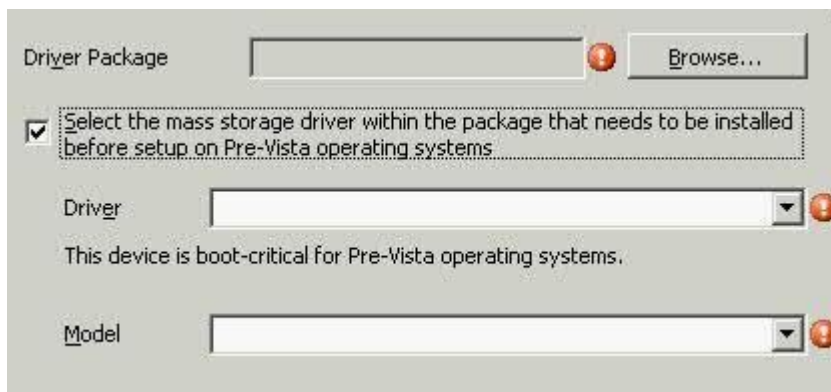 Driver Package
Browse...
Select the mass storage driver within the package that needs to be installed
before setup on Pre-Vista operating systems
Driver
This device is boot-critical for Pre-Vista operating systems.
Model